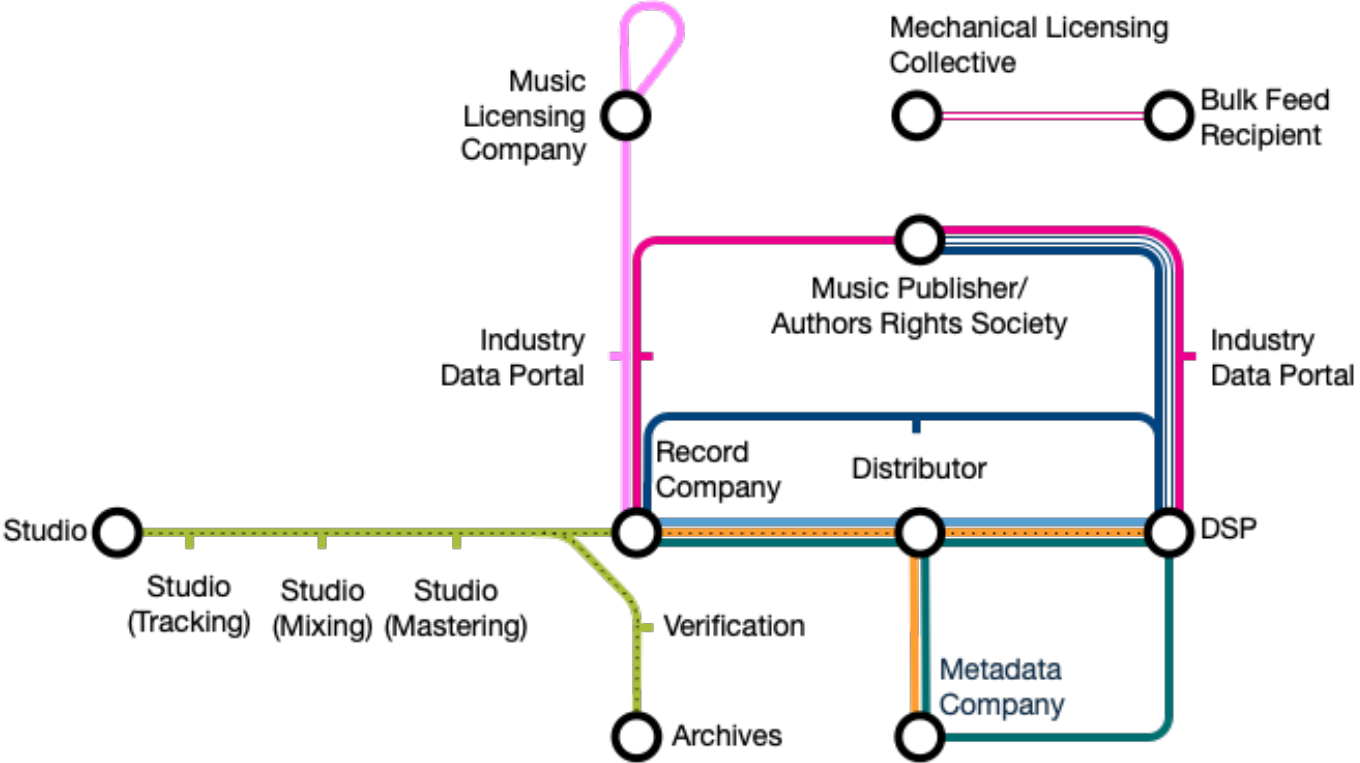 Mechanical Licensing
Collective
Music
Licensing
Company
Bulk Feed
Recipient
Music Publisher/
Authors Rights Society
Industry
Data Portal
Industry
Data Portal
Record
Company
Distributor
Studio
DSP
Studio
(Tracking)
Studio
(Mixing)
Studio
(Mastering)
Verification
Metadata
Company
Archives